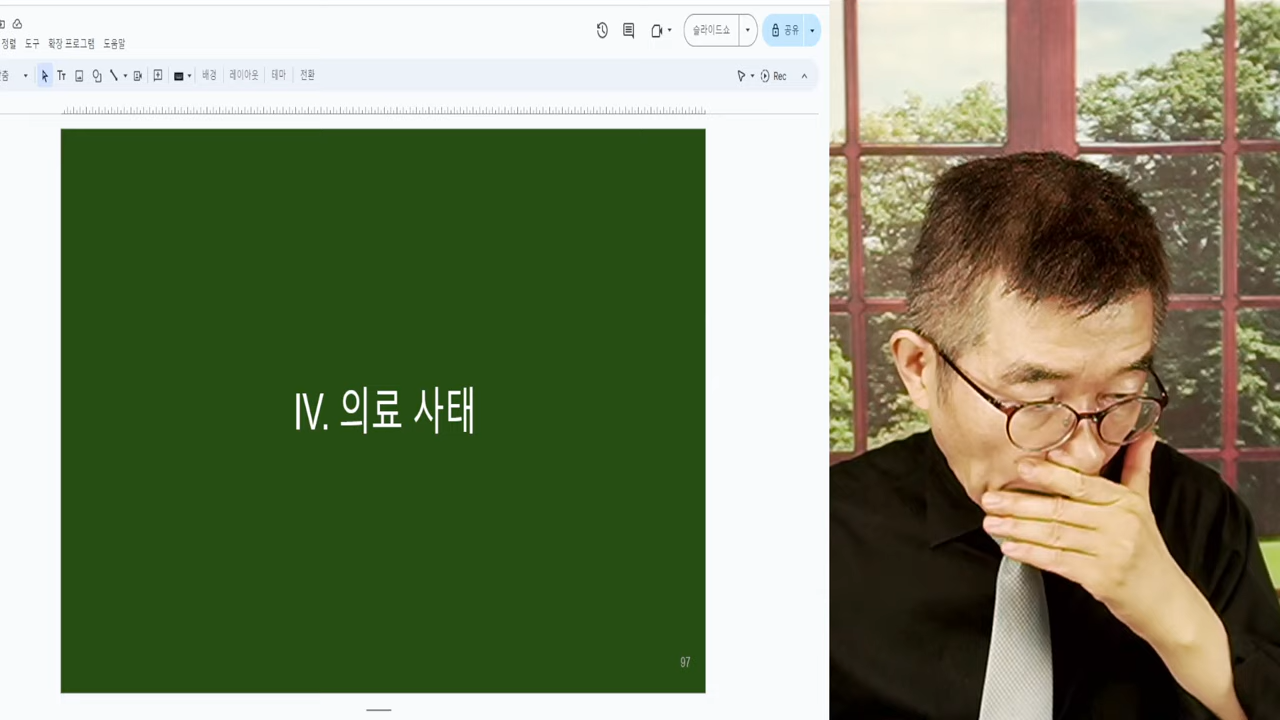 정렬 도구 확장 프로그램 도움말
슬라이드쇼
공유
배경 레이아웃 테마 전환
Rec
IV. 의료 사태
97